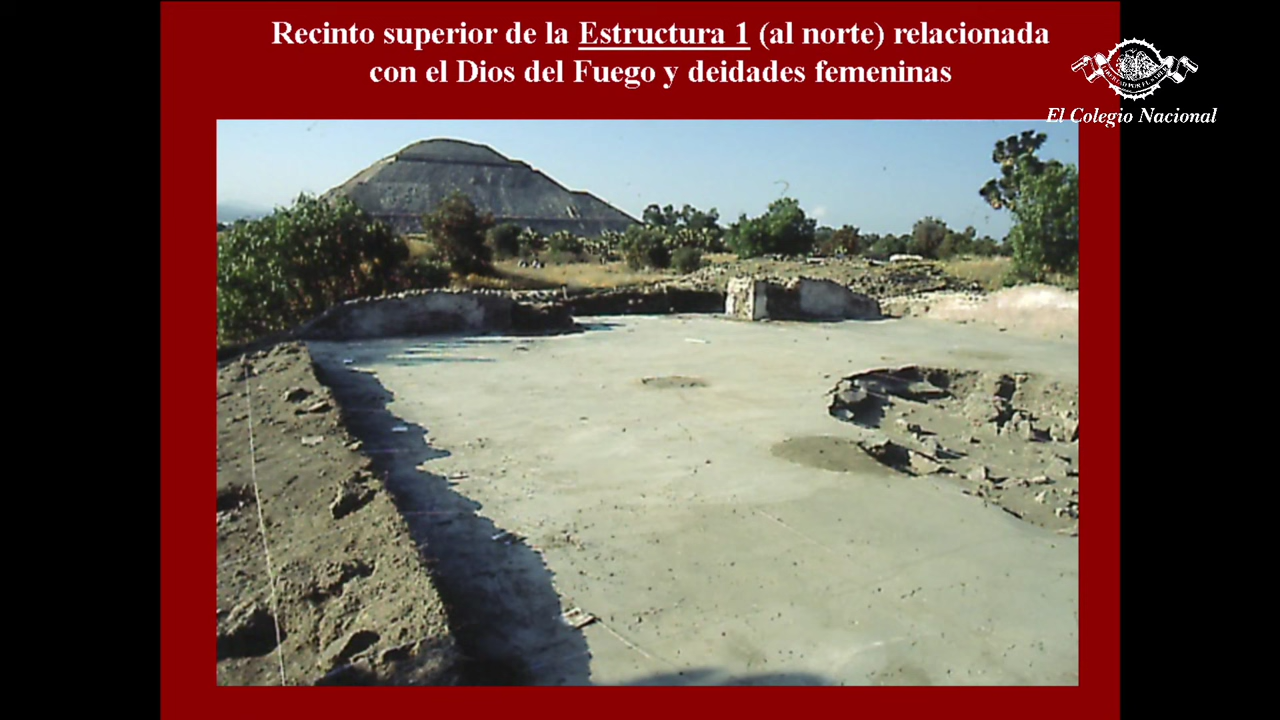 Recinto superior de la Estructura 1 (al norte) relacionada
con el Dios del Fuego y deidades femeninas
El Colegio Nacional